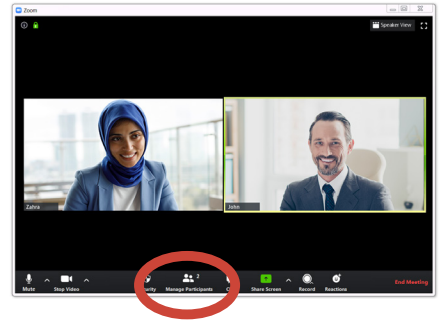 Zoom
Speaker View
Zahra
John
2
Mute
Stop Video
Manage Participants
Share Screen
Record
Reactions
End Meeting